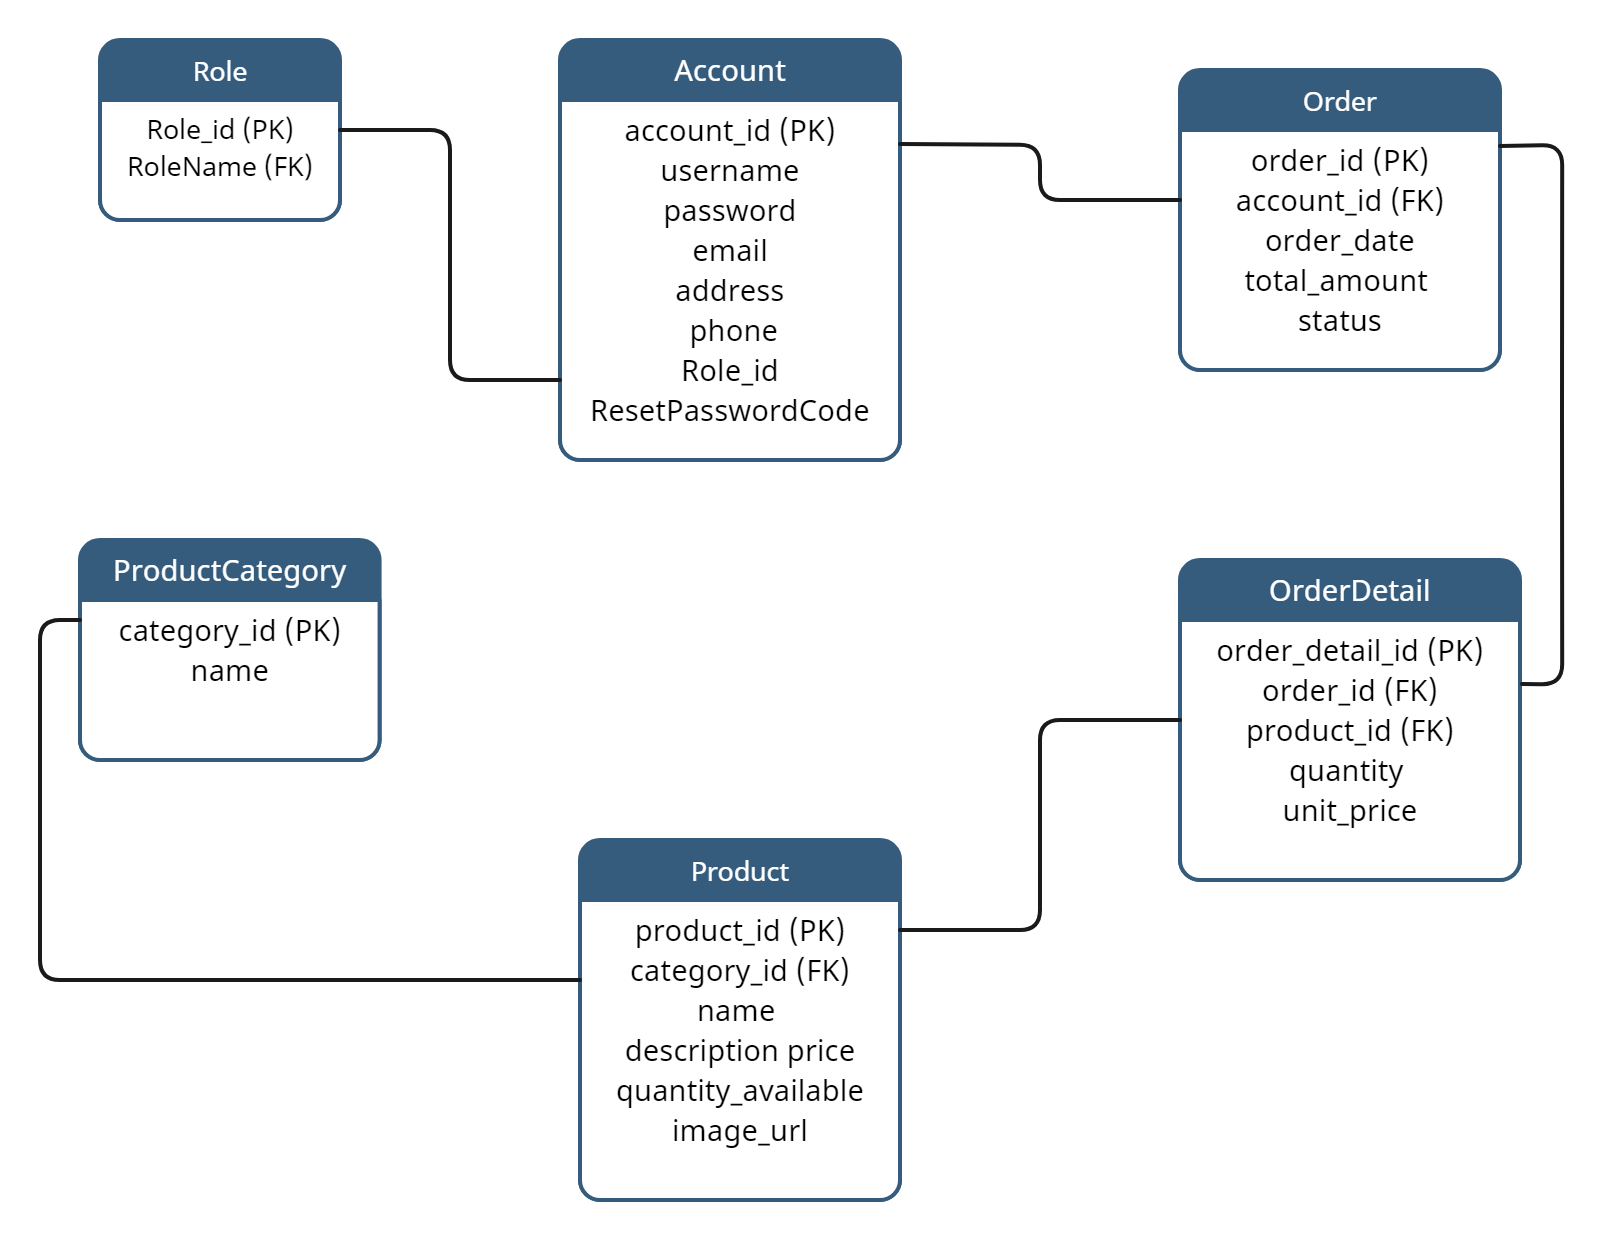 Role
Role_id (PK)
RoleName (FK)
Account
account_id (PK)
username
password
email
address
phone
Role_id
ResetPasswordCode
Order
order_id (PK)
account_id (FK)
order_date
total_amount
status
ProductCategory
category_id (PK)
name
OrderDetail
order_detail_id (PK)
order_id (FK)
product_id (FK)
quantity
unit_price
Product
product_id (PK)
category_id (FK)
name
description price
quantity_available
image_url